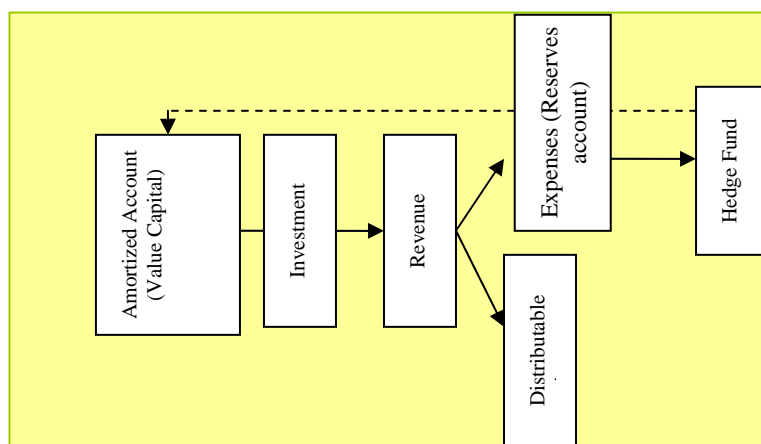 Amortized Account
(Value Capital)
Investment
Revenue
Expenses (Reserves
account)
Distributable
Hedge Fund